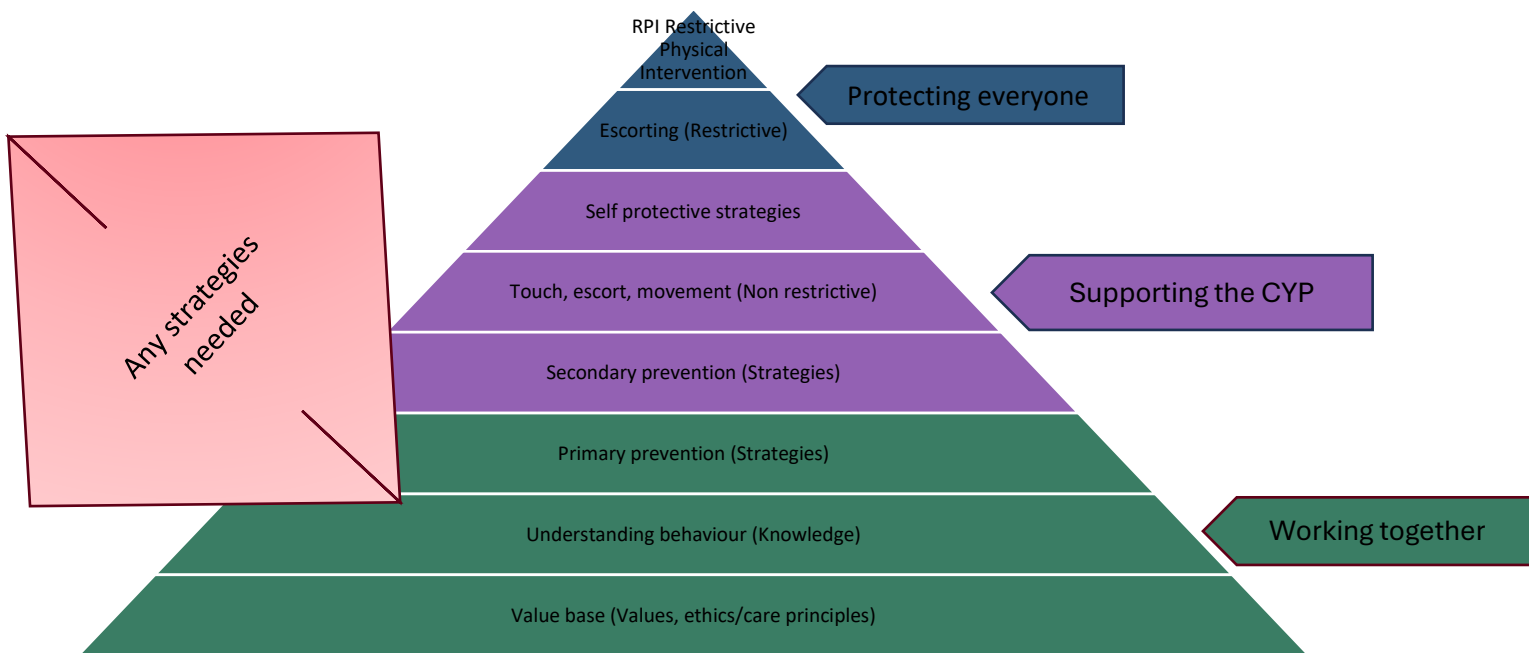 RPI Restrictive
Physical
Intervention
Protecting everyone
Escorting (Restrictive)
Self protective strategies
Any strategies
needed
Touch, escort, movement (Non restrictive)
Supporting the CYP
Secondary prevention (Strategies)
Primary prevention (Strategies)
Understanding behaviour (Knowledge)
Working together
Value base (Values, ethics/care principles)